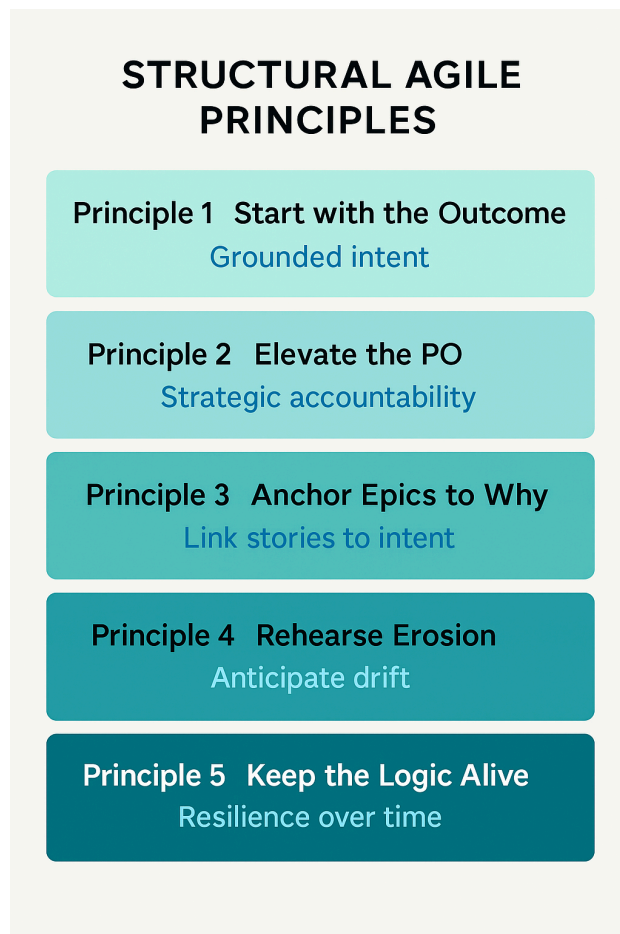 STRUCTURAL AGILE
PRINCIPLES
Principle 1 Start with the Outcome
Grounded intent
Principle 2 Elevate the PO
Strategic accountability
Principle 3 Anchor Epics to Why
Link stories to intent
Principle 4 Rehearse Erosion
Anticipate drift
Principle 5 Keep the Logic Alive
Resilience over time